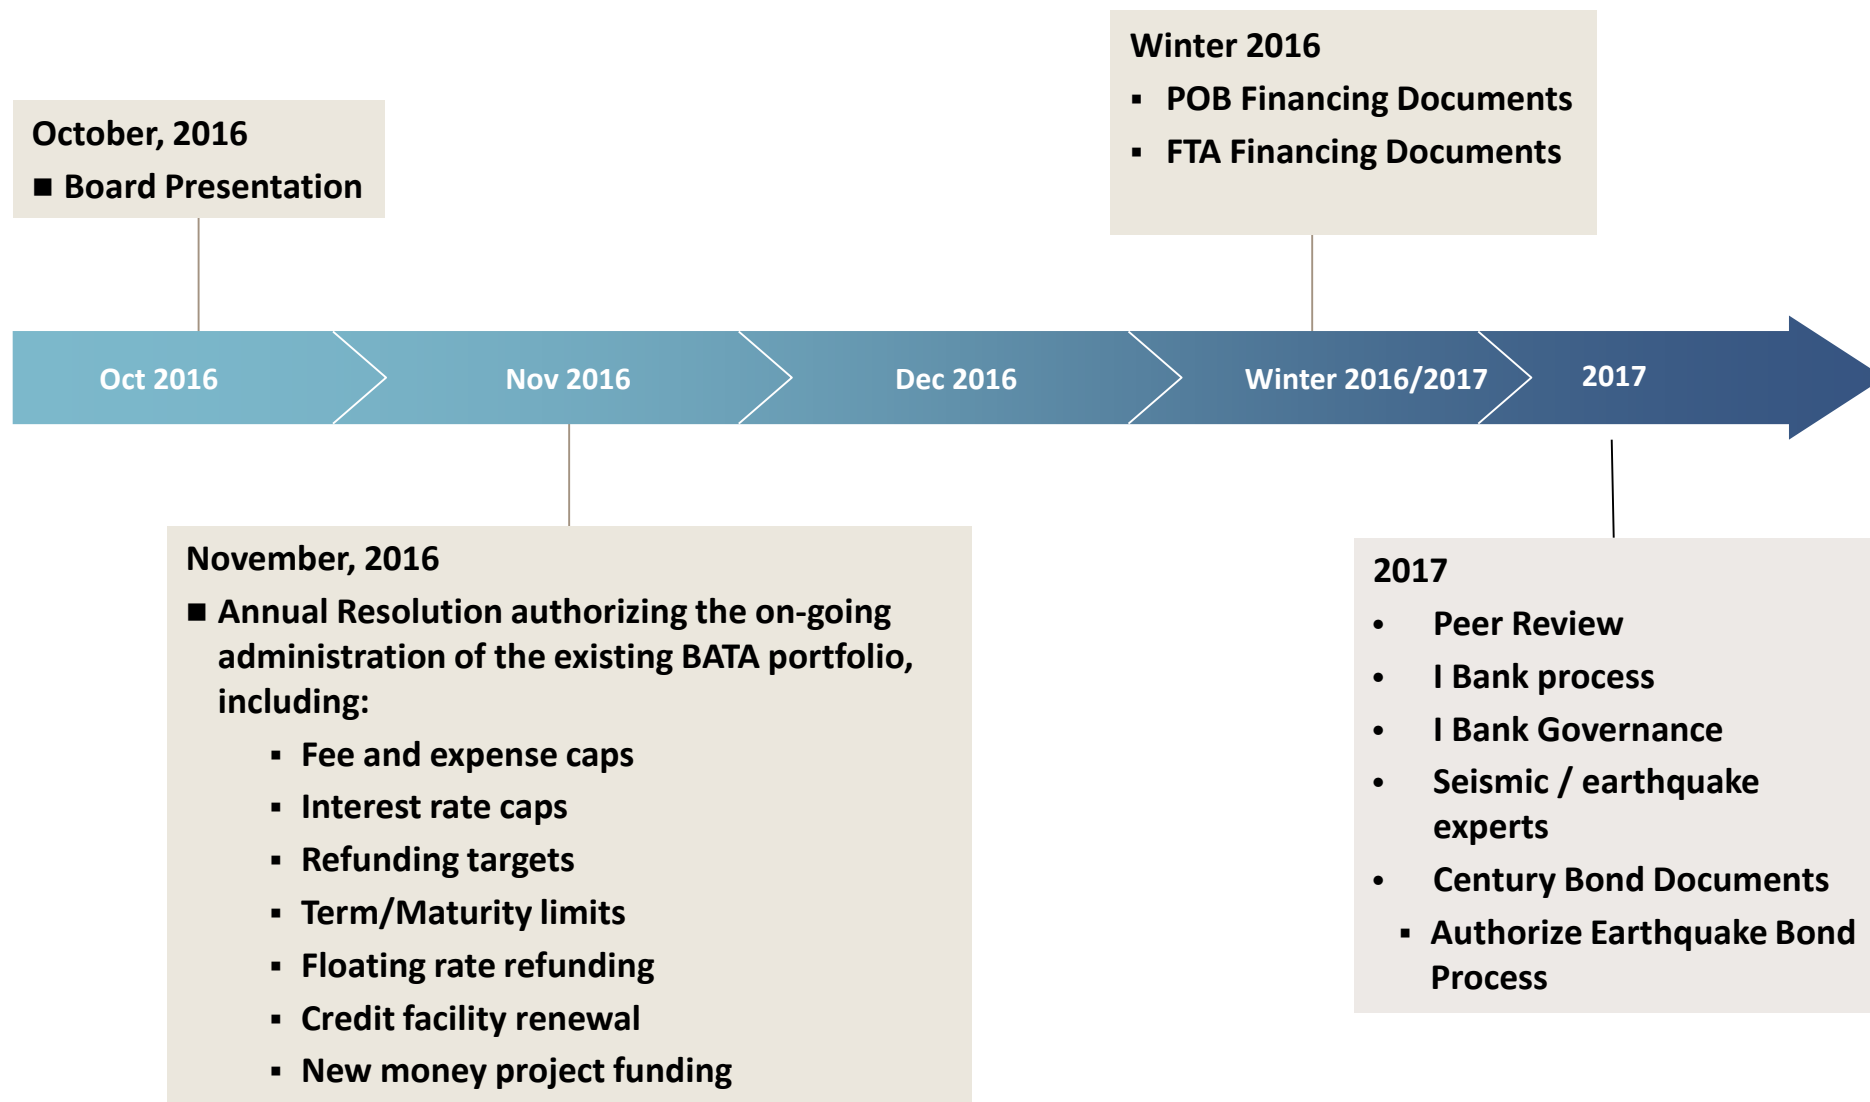 Winter 2016
▪ POB Financing Documents
▪ FTA Financing Documents
October, 2016
■ Board Presentation
Oct 2016
Nov 2016
Dec 2016
Winter 2016/2017
2017
November, 2016
■ Annual Resolution authorizing the on-going
administration of the existing BATA portfolio,
including:
▪ Fee and expense caps
▪ Interest rate caps
▪ Refunding targets
▪ Term/Maturity limits
▪ Floating rate refunding
▪ Credit facility renewal
▪ New money project funding
2017
• Peer Review
• I Bank process
• I Bank Governance
• Seismic / earthquake
experts
• Century Bond Documents
▪ Authorize Earthquake Bond
Process